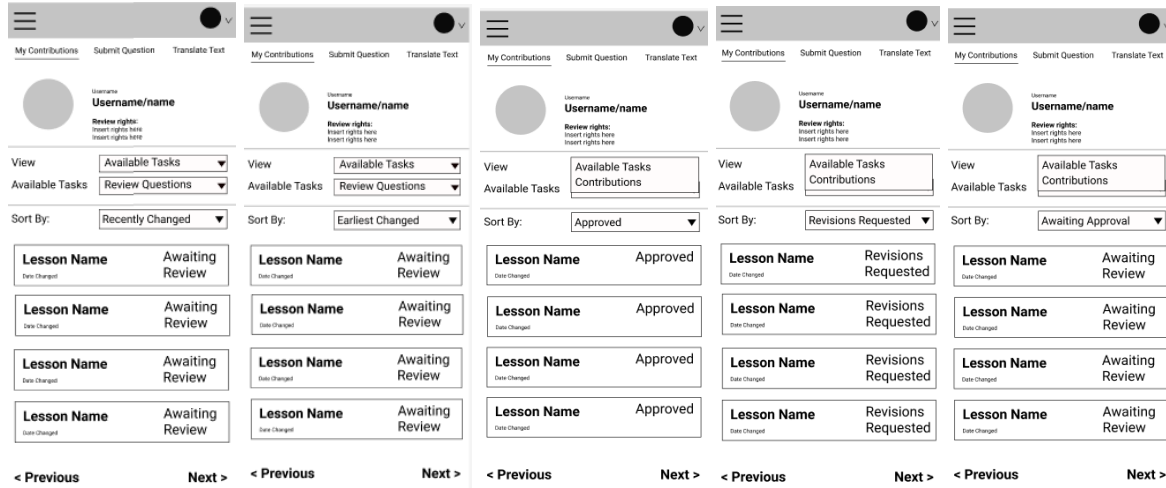 My Contributions Submit Question Translate Text
Username
Username/name
Review rights:
Insert rights here
Insert rights here
View Available Tasks
Available Tasks Review Questions
Sort By: Recently Changed
Lesson Name Awaiting Review
Date Changed
Lesson Name Awaiting Review
Date Changed
Lesson Name Awaiting Review
Date Changed
Lesson Name Awaiting Review
Date Changed
< Previous Next >
My Contributions Submit Question Translate Text
Username
Username/name
Review rights:
Insert rights here
Insert rights here
View Available Tasks
Available Tasks Review Questions
Sort By: Earliest Changed
Lesson Name Awaiting Review
Date Changed
Lesson Name Awaiting Review
Date Changed
Lesson Name Awaiting Review
Date Changed
Lesson Name Awaiting Review
Date Changed
< Previous Next >
My Contributions Submit Question Translate Text
Username
Username/name
Review rights:
Insert rights here
Insert rights here
View Available Tasks
Available Tasks Contributions
Sort By: Approved
Lesson Name Approved
Date Changed
Lesson Name Approved
Date Changed
Lesson Name Approved
Date Changed
Lesson Name Approved
Date Changed
< Previous Next >
My Contributions Submit Question Translate Text
Username
Username/name
Review rights:
Insert rights here
Insert rights here
View Available Tasks
Available Tasks Contributions
Sort By: Revisions Requested
Lesson Name Revisions Requested
Date Changed
Lesson Name Revisions Requested
Date Changed
Lesson Name Revisions Requested
Date Changed
Lesson Name Revisions Requested
Date Changed
< Previous Next >
My Contributions Submit Question Translate Text
Username
Username/name
Review rights:
Insert rights here
Insert rights here
View Available Tasks
Available Tasks Contributions
Sort By: Awaiting Approval
Lesson Name Awaiting Review
Date Changed
Lesson Name Awaiting Review
Date Changed
Lesson Name Awaiting Review
Date Changed
Lesson Name Awaiting Review
Date Changed
< Previous Next >